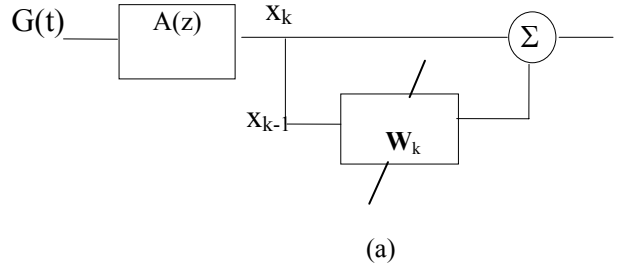 G(t)
A(z)
x_k
Σ
x_{k-1}
W_k
(a)